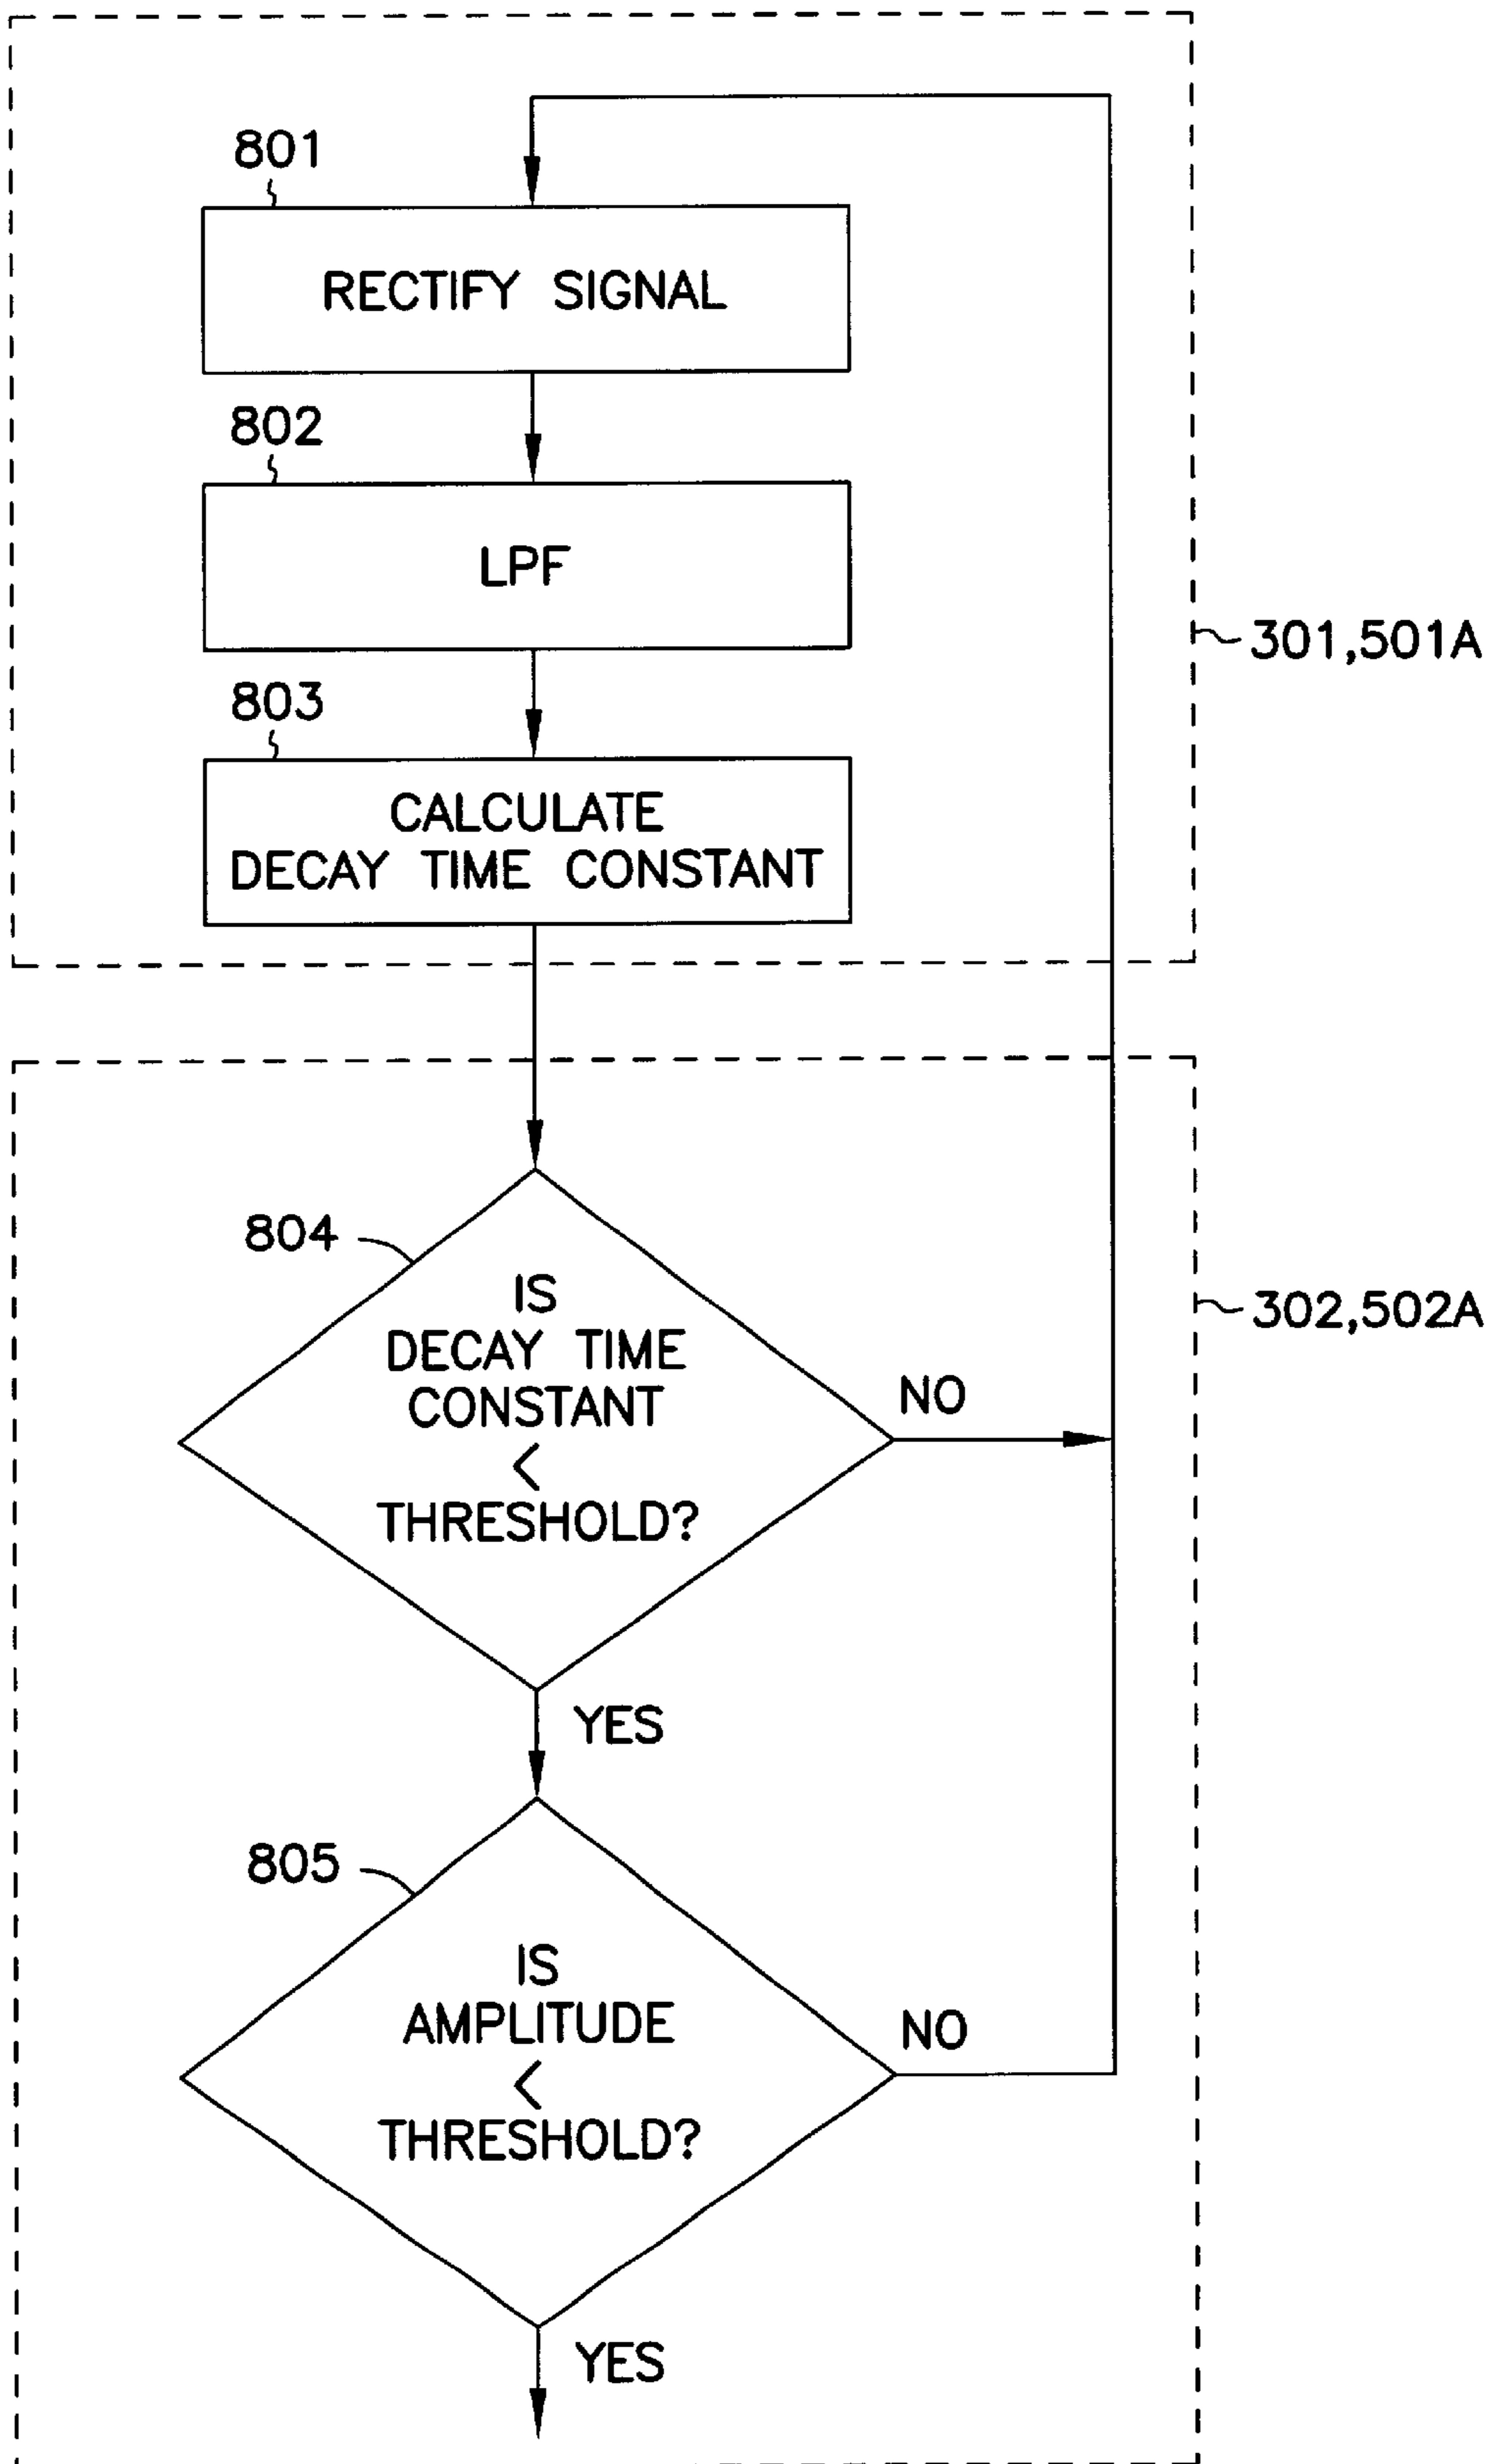 801
RECTIFY SIGNAL
802
LPF
301,501A
803
CALCULATE
DECAY TIME CONSTANT
804
IS
DECAY TIME
CONSTANT
<
THRESHOLD?
302,502A
NO
YES
805
IS
AMPLITUDE
<
THRESHOLD?
NO
YES